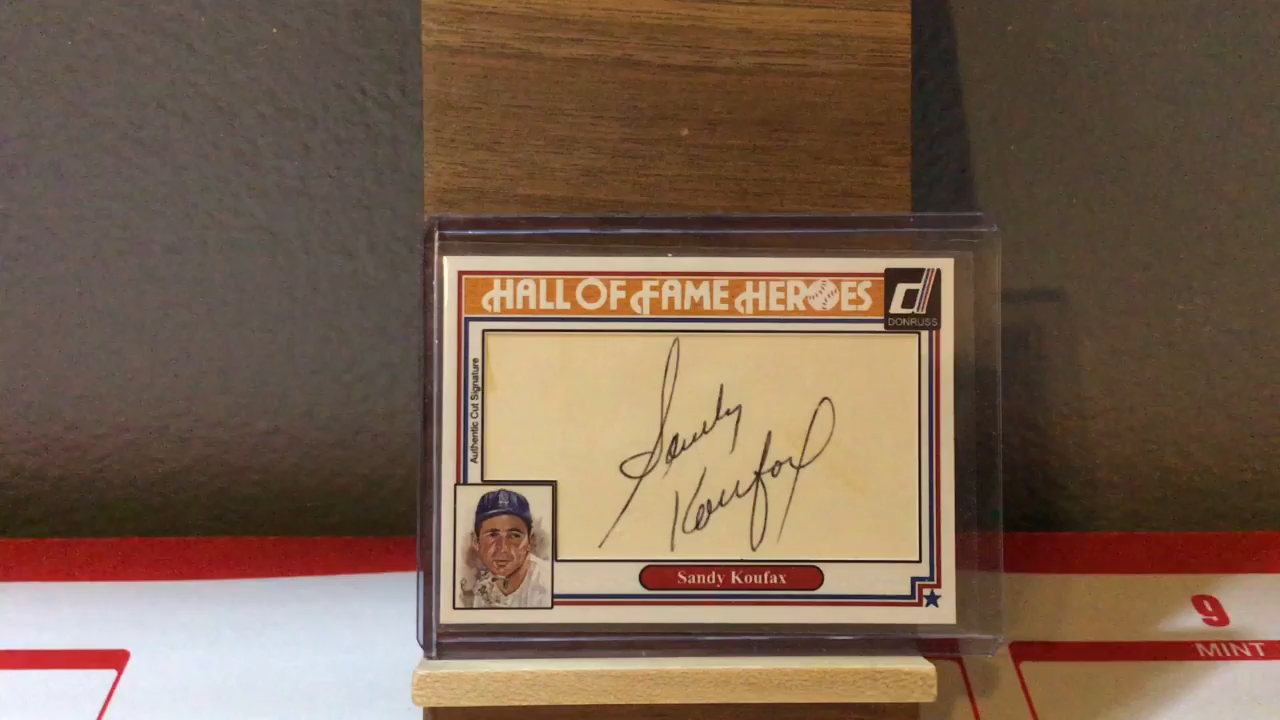 HALL OF FAME HEROES
DONRUSS
Authentic Cut Signature
Sandy
Koufax
Sandy Koufax
9
MINT